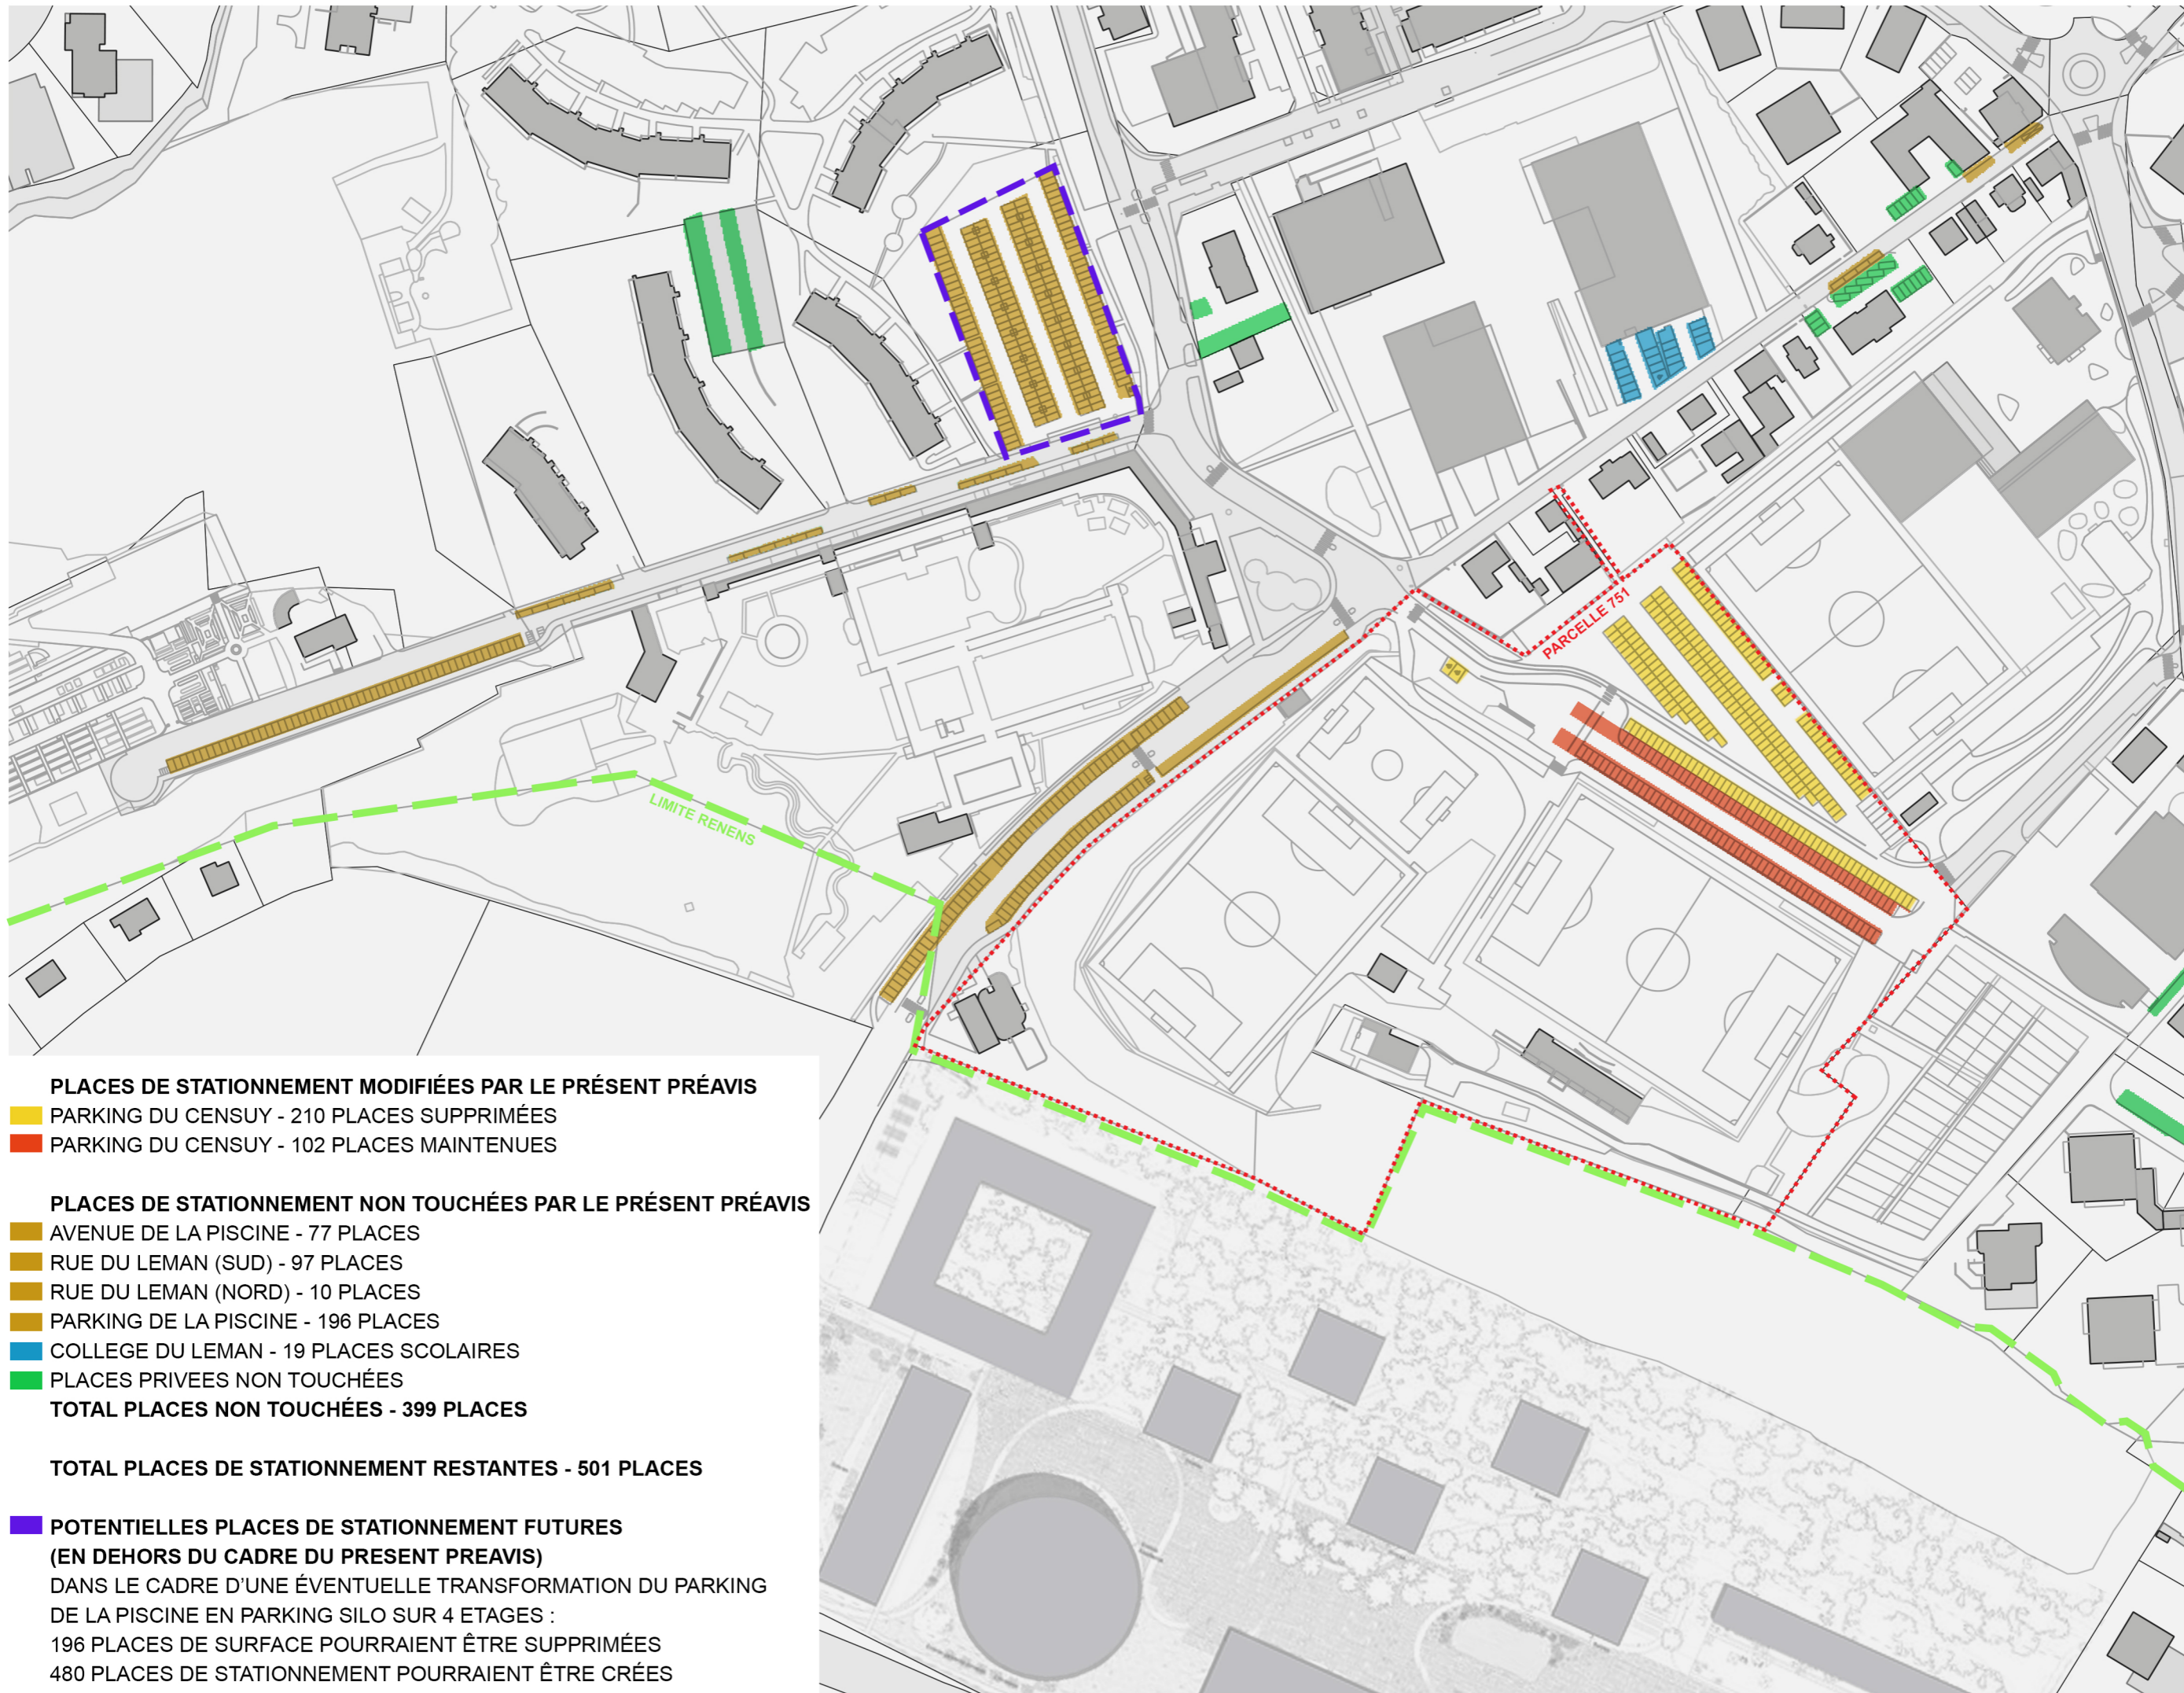 PARCELLE 751
LIMITE RENENS
PLACES DE STATIONNEMENT MODIFIÉES PAR LE PRÉSENT PRÉAVIS
PARKING DU CENSUY - 210 PLACES SUPPRIMÉES
PARKING DU CENSUY - 102 PLACES MAINTENUES
PLACES DE STATIONNEMENT NON TOUCHÉES PAR LE PRÉSENT PRÉAVIS
AVENUE DE LA PISCINE - 77 PLACES
RUE DU LEMAN (SUD) - 97 PLACES
RUE DU LEMAN (NORD) - 10 PLACES
PARKING DE LA PISCINE - 196 PLACES
COLLEGE DU LEMAN - 19 PLACES SCOLAIRES
PLACES PRIVEES NON TOUCHÉES
TOTAL PLACES NON TOUCHÉES - 399 PLACES
TOTAL PLACES DE STATIONNEMENT RESTANTES - 501 PLACES
POTENTIELLES PLACES DE STATIONNEMENT FUTURES
(EN DEHORS DU CADRE DU PRESENT PREAVIS)
DANS LE CADRE D'UNE ÉVENTUELLE TRANSFORMATION DU PARKING
DE LA PISCINE EN PARKING SILO SUR 4 ETAGES :
196 PLACES DE SURFACE POURRAIENT ÊTRE SUPPRIMÉES
480 PLACES DE STATIONNEMENT POURRAIENT ÊTRE CRÉES